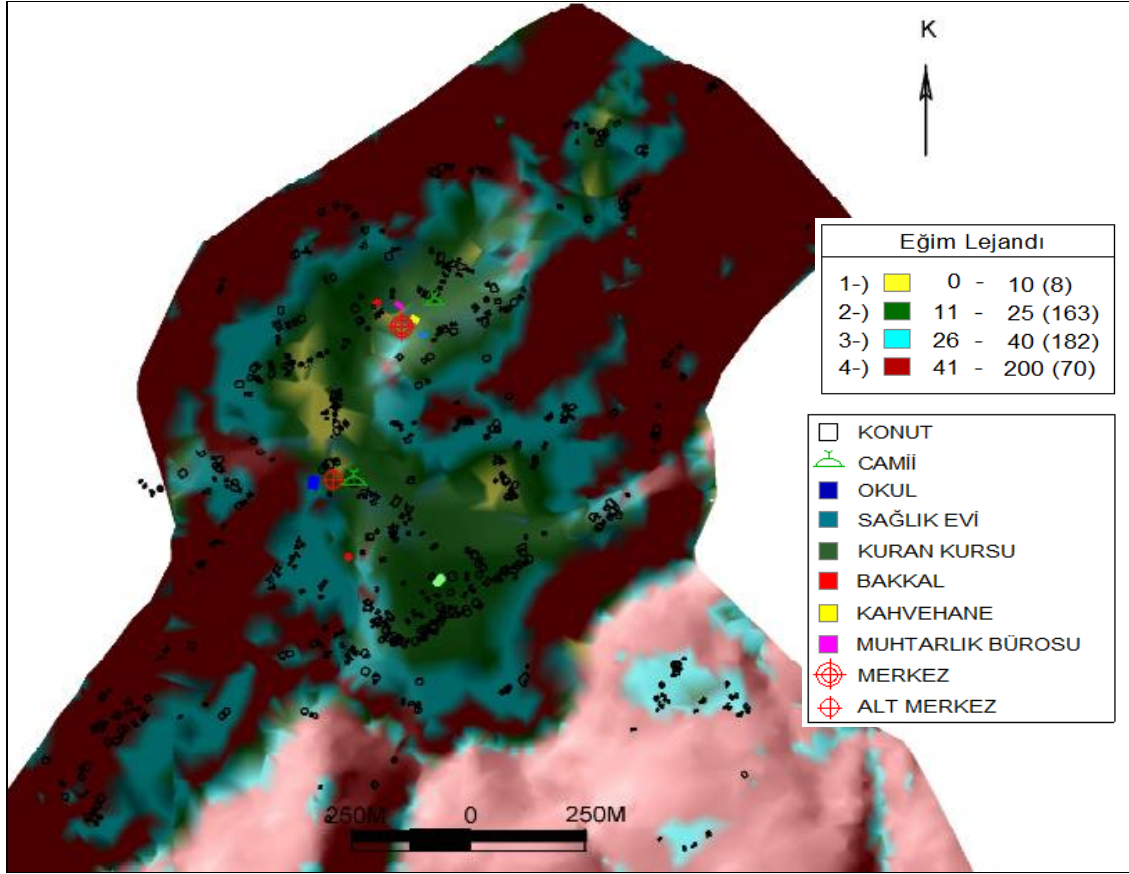 K
Eğim Lejandı
1-) 0 - 10 (8)
2-) 11 - 25 (163)
3-) 26 - 40 (182)
4-) 41 - 200 (70)
KONUT
CAMİİ
OKUL
SAĞLIK EVİ
KURAN KURSU
BAKKAL
KAHVEHANE
MUHTARLIK BÜROSU
MERKEZ
ALT MERKEZ
250M 0 250M